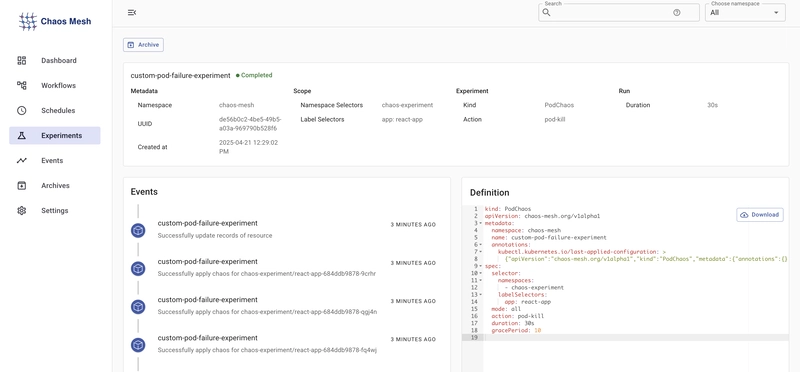 Chaos Mesh
Search
Choose namespace
All
Dashboard
Workflows
Schedules
Experiments
Events
Archives
Settings
Archive
custom-pod-failure-experiment
Completed
Metadata
Namespace chaos-mesh
UUID de56b0c2-4be5-49b5-
a03a-969790b528f6
Created at 2025-04-21 12:29:02
PM
Scope
Namespace Selectors chaos-experiment
Label Selectors app: react-app
Experiment
Kind PodChaos
Action pod-kill
Run
Duration 30s
Events
custom-pod-failure-experiment 3 MINUTES AGO
Successfully update records of resource
custom-pod-failure-experiment 3 MINUTES AGO
Successfully apply chaos for chaos-experiment/react-app-684ddb9878-9crhr
custom-pod-failure-experiment 3 MINUTES AGO
Successfully apply chaos for chaos-experiment/react-app-684ddb9878-qgj4n
custom-pod-failure-experiment 3 MINUTES AGO
Successfully apply chaos for chaos-experiment/react-app-684ddb9878-fq4wj
Definition
Download
1 kind: PodChaos
2 apiVersion: chaos-mesh.org/v1alpha1
3 metadata:
4 namespace: chaos-mesh
5 name: custom-pod-failure-experiment
6 annotations:
7 kubectl.kubernetes.io/last-applied-configuration: >
8 {"apiVersion":"chaos-mesh.org/v1alpha1","kind":"PodChaos","metadata":{"annotations":{}
9 spec:
10 selector:
11 namespaces:
12 - chaos-experiment
13 labelSelectors:
14 app: react-app
15 mode: all
16 action: pod-kill
17 duration: 30s
18 gracePeriod: 10
19